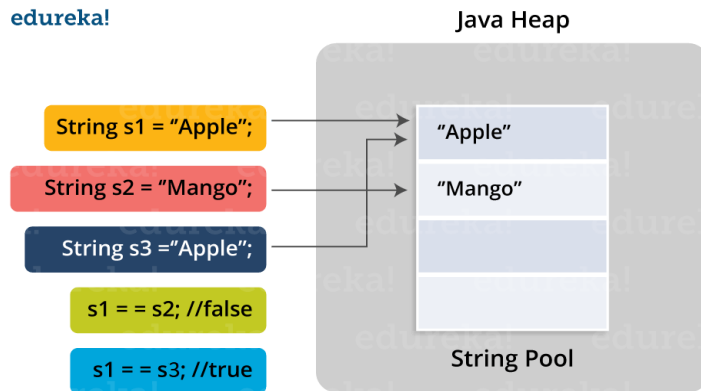 edureka!
Java Heap
String s1 = "Apple";
"Apple"
String s2 = "Mango";
"Mango"
String s3 ="Apple";
s1 = = s2; //false
s1 = = s3; //true
String Pool